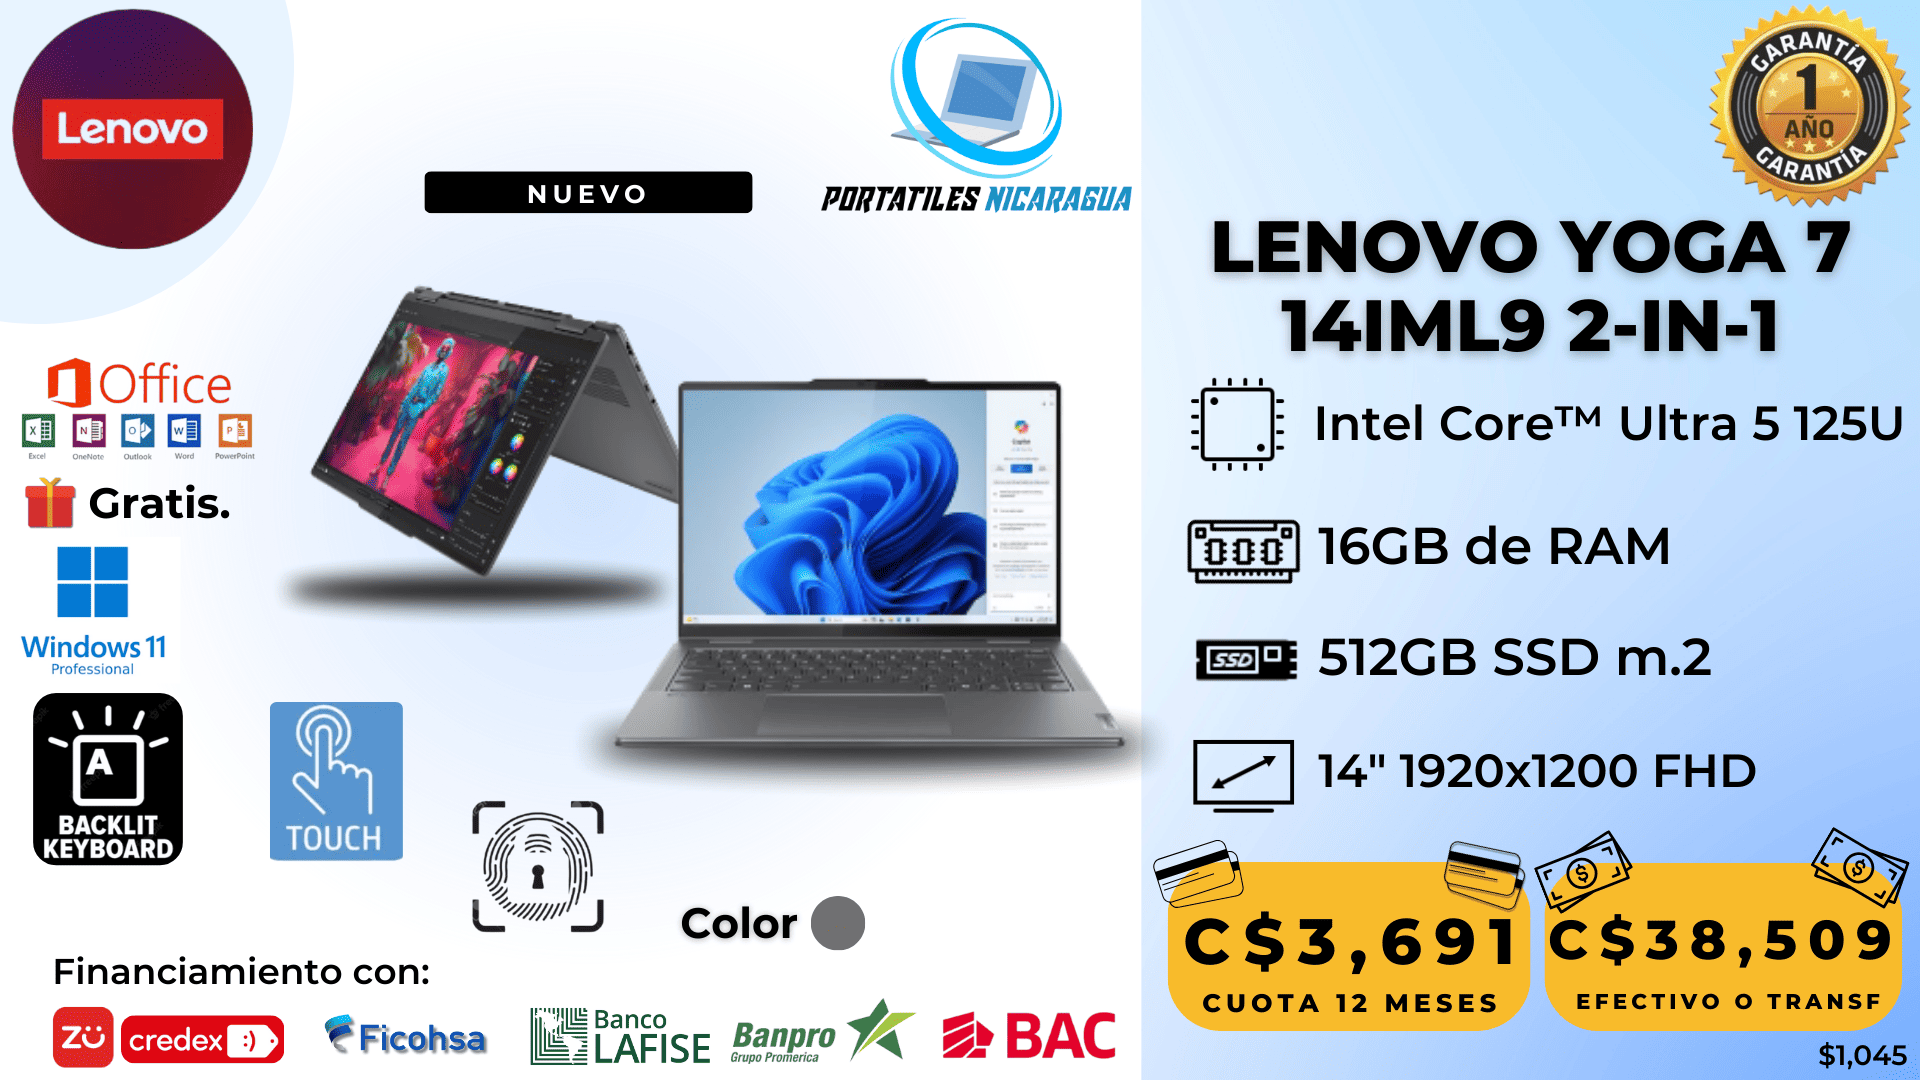 Lenovo
NUEVO
PORTATILES NICARAGUA
GARANTÍA
1
AÑO
GARANTÍA
LENOVO YOGA 7
14IML9 2-IN-1
Intel Core™ Ultra 5 125U
16GB de RAM
SSD
512GB SSD m.2
14" 1920x1200 FHD
Office
Excel OneNote Outlook Word PowerPoint
Gratis.
Windows 11
Professional
A
BACKLIT
KEYBOARD
TOUCH
Color
Financiamiento con:
zü
credex :)
Ficohsa
Banco
LAFISE
Banpro
Grupo Promerica
BAC
C$3,691
CUOTA 12 MESES
C$38,509
EFECTIVO O TRANSF
$1,045